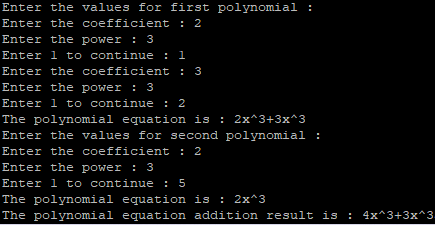 Enter the values for first polynomial :
Enter the coefficient : 2
Enter the power : 3
Enter 1 to continue : 1
Enter the coefficient : 3
Enter the power : 3
Enter 1 to continue : 2
The polynomial equation is : 2x^3+3x^3
Enter the values for second polynomial :
Enter the coefficient : 2
Enter the power : 3
Enter 1 to continue : 5
The polynomial equation is : 2x^3
The polynomial equation addition result is : 4x^3+3x^3